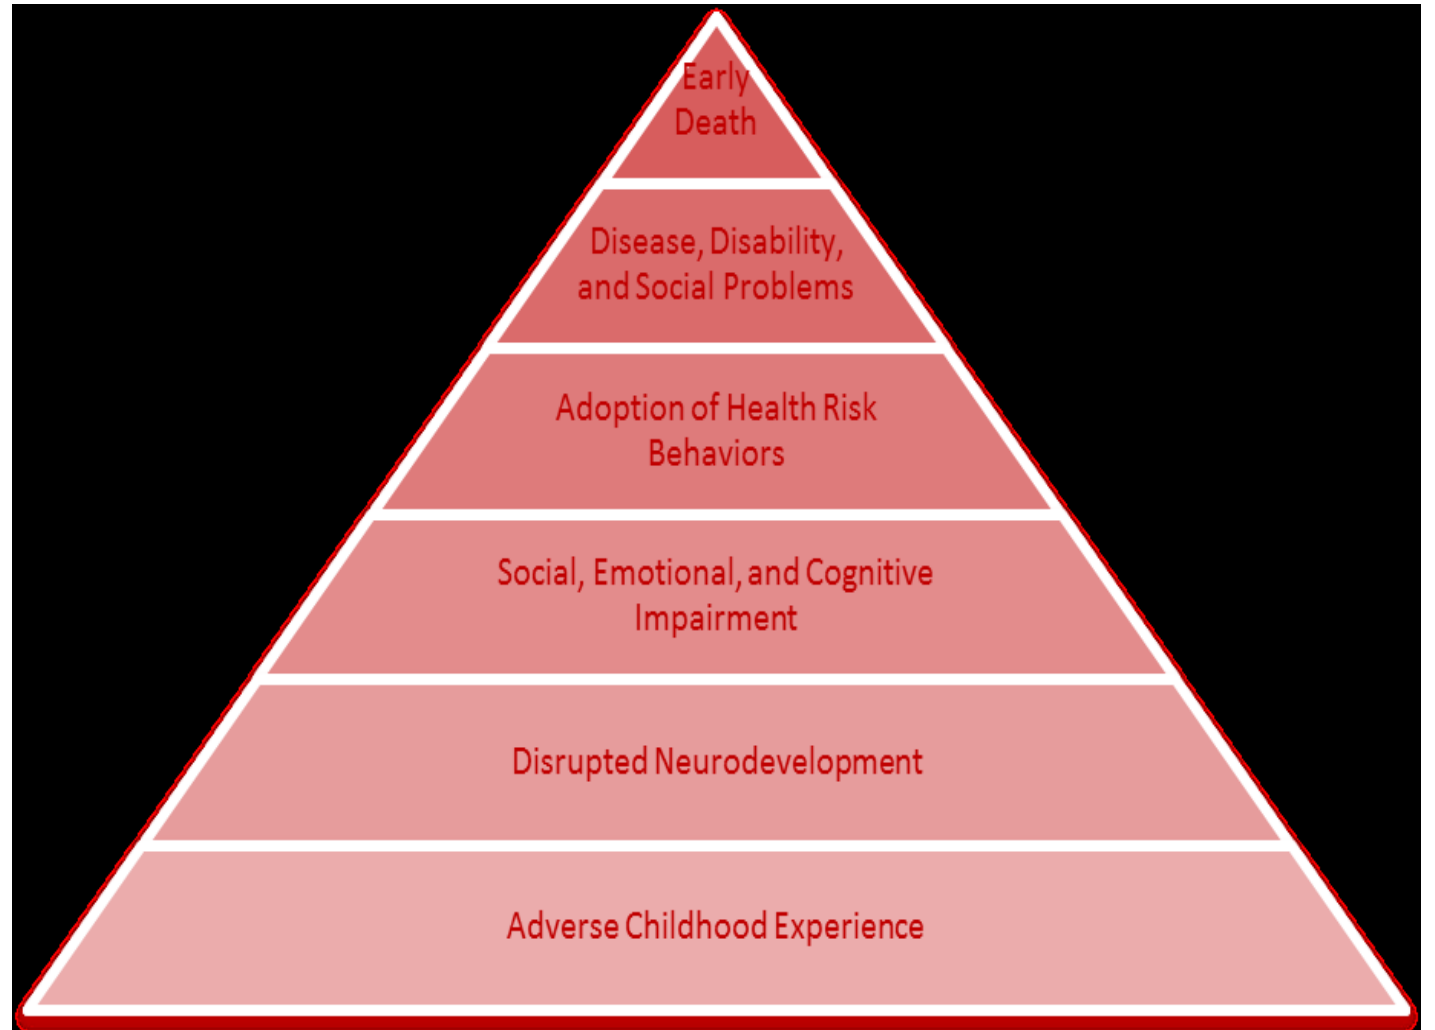 Early
Death
Disease, Disability,
and Social Problems
Adoption of Health Risk
Behaviors
Social, Emotional, and Cognitive
Impairment
Disrupted Neurodevelopment
Adverse Childhood Experience